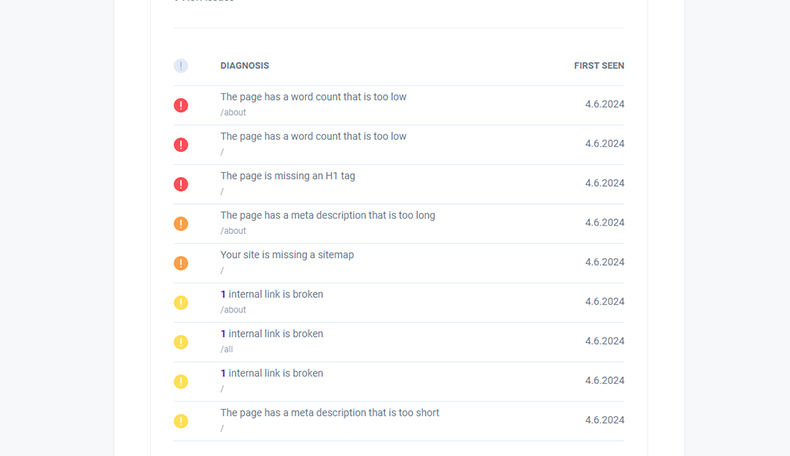 DIAGNOSIS FIRST SEEN
The page has a word count that is too low
/about
4.6.2024
The page has a word count that is too low
/
4.6.2024
The page is missing an H1 tag
/
4.6.2024
The page has a meta description that is too long
/about
4.6.2024
Your site is missing a sitemap
/
4.6.2024
1 internal link is broken
/about
4.6.2024
1 internal link is broken
/all
4.6.2024
1 internal link is broken
/
4.6.2024
The page has a meta description that is too short
/
4.6.2024